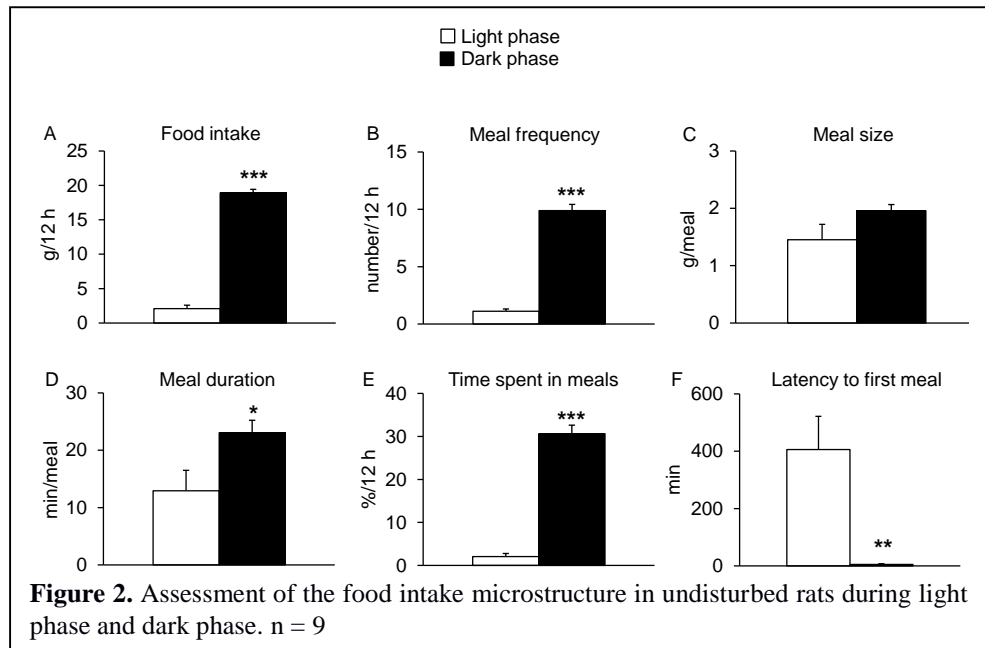 Light phase
Dark phase
A Food intake
25
20
15
10
5
0
g/12 h
***
B Meal frequency
15
10
5
0
number/12 h
***
C Meal size
3
2
1
0
g/meal
D Meal duration
30
20
10
0
min/meal
*
E Time spent in meals
40
30
20
10
0
%/12 h
***
F Latency to first meal
600
400
200
0
min
**
Figure 2. Assessment of the food intake microstructure in undisturbed rats during light
phase and dark phase. n = 9